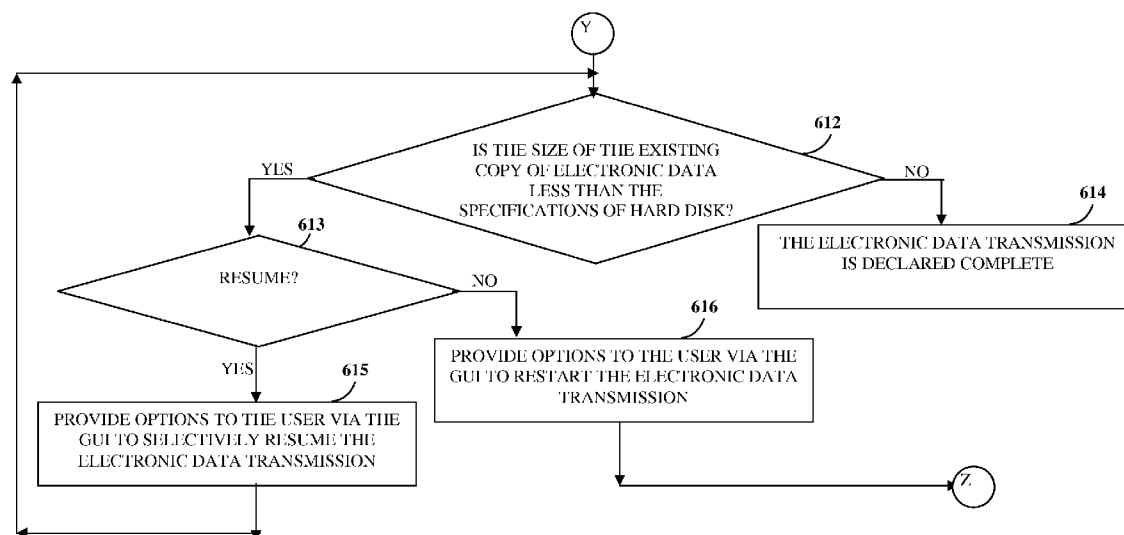 Y
612
IS THE SIZE OF THE EXISTING
COPY OF ELECTRONIC DATA
LESS THAN THE
SPECIFICATIONS OF HARD DISK?
YES
NO
614
THE ELECTRONIC DATA TRANSMISSION
IS DECLARED COMPLETE
613
RESUME?
NO
YES
616
PROVIDE OPTIONS TO THE USER VIA THE
GUI TO RESTART THE ELECTRONIC DATA
TRANSMISSION
615
PROVIDE OPTIONS TO THE USER VIA THE
GUI TO SELECTIVELY RESUME THE
ELECTRONIC DATA TRANSMISSION
Z